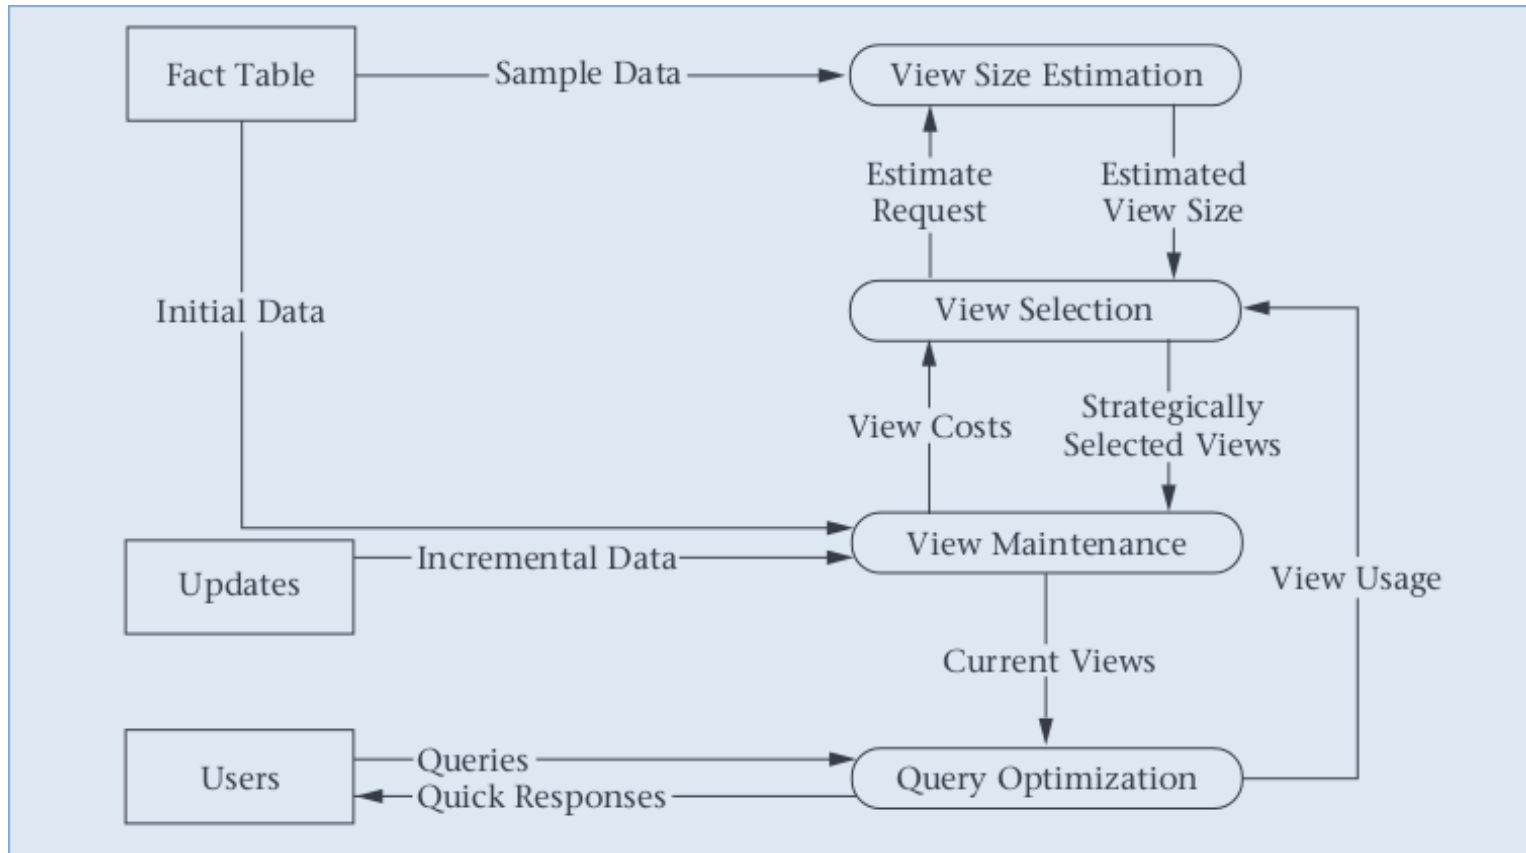 Fact Table
Sample Data
View Size Estimation
Estimate
Request
Estimated
View Size
Initial Data
View Selection
View Costs
Strategically
Selected Views
Incremental Data
View Maintenance
Updates
View Usage
Current Views
Users
Queries
Quick Responses
Query Optimization